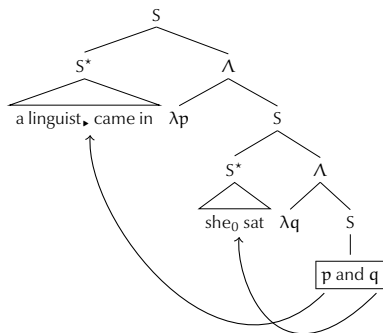 S
S* Λ
a linguist▸ came in λp S
S* Λ
she₀ sat λq S
p and q